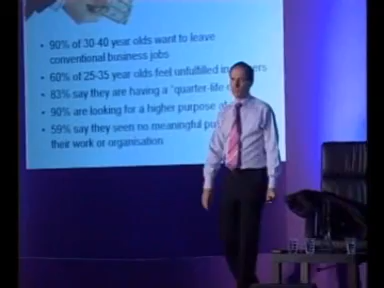 • 90% of 30-40 year olds want to leave
conventional business jobs
• 60% of 25-35 year olds feel unfulfilled in
• 83% say they are having a "quarter-life
• 90% are looking for a higher purpose
• 59% say they seen no meaningful
their work or organisation